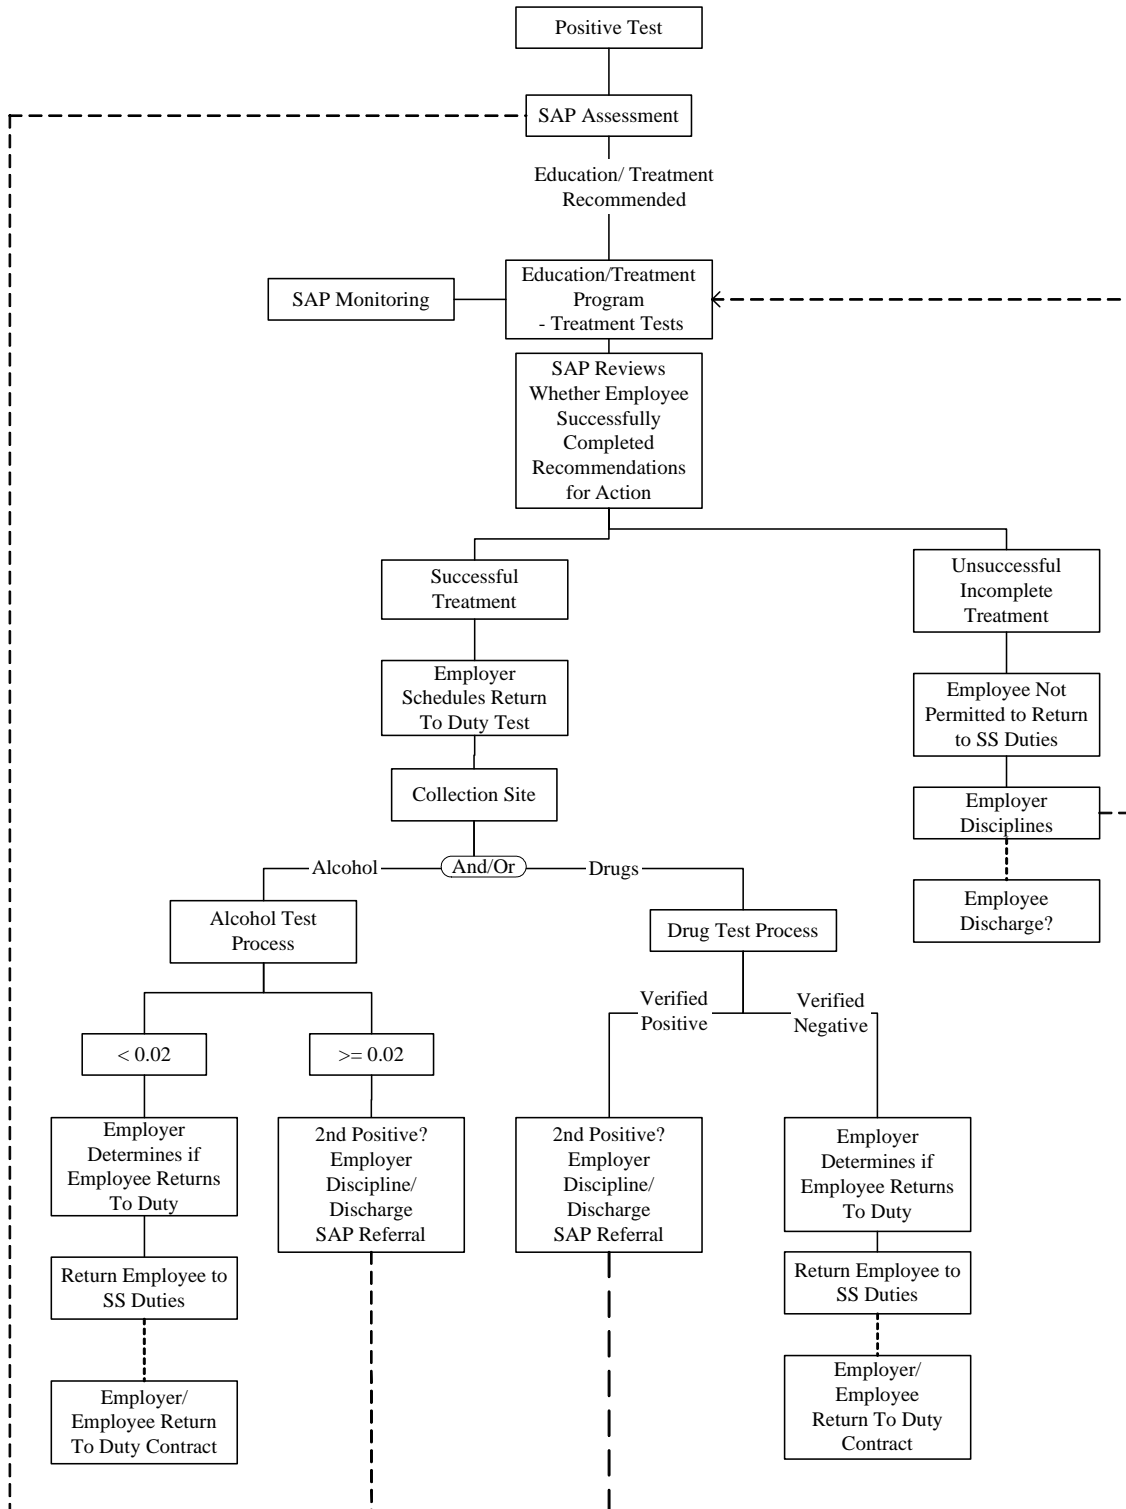 Positive Test
SAP Assessment
Education/ Treatment
Recommended
SAP Monitoring
Education/Treatment
Program
- Treatment Tests
SAP Reviews
Whether Employee
Successfully
Completed
Recommendations
for Action
Successful
Treatment
Unsuccessful
Incomplete
Treatment
Employer
Schedules Return
To Duty Test
Employee Not
Permitted to Return
to SS Duties
Collection Site
Employer
Disciplines
Alcohol
And/Or
Drugs
Employee
Discharge?
Alcohol Test
Process
Drug Test Process
Verified
Positive
Verified
Negative
< 0.02
>= 0.02
Employer
Determines if
Employee Returns
To Duty
2nd Positive?
Employer
Discipline/
Discharge
SAP Referral
2nd Positive?
Employer
Discipline/
Discharge
SAP Referral
Employer
Determines if
Employee Returns
To Duty
Return Employee to
SS Duties
Return Employee to
SS Duties
Employer/
Employee Return
To Duty Contract
Employer/
Employee
Return To Duty
Contract